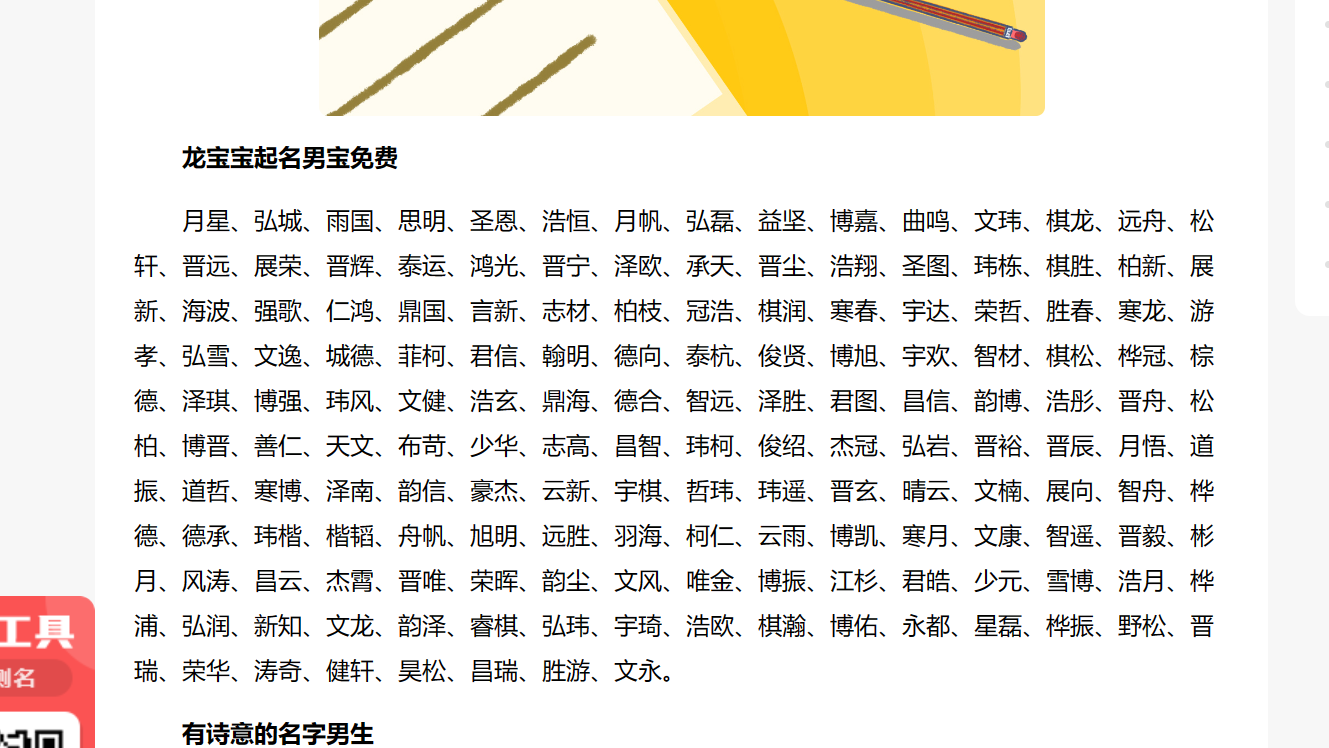 龙宝宝起名男宝免费
月星、弘城、雨国、思明、圣恩、浩恒、月帆、弘磊、益坚、博嘉、曲鸣、文玮、棋龙、远舟、松
轩、晋远、展荣、晋辉、泰运、鸿光、晋宁、泽欧、承天、晋尘、浩翔、圣图、玮栋、棋胜、柏新、展
新、海波、强歌、仁鸿、鼎国、言新、志材、柏枝、冠浩、棋润、寒春、宇达、荣哲、胜春、寒龙、游
孝、弘雪、文逸、城德、菲柯、君信、翰明、德向、泰杭、俊贤、博旭、宇欢、智材、棋松、桦冠、棕
德、泽琪、博强、玮风、文健、浩玄、鼎海、德合、智远、泽胜、君图、昌信、韵博、浩彤、晋舟、松
柏、博晋、善仁、天文、布苛、少华、志高、昌智、玮柯、俊绍、杰冠、弘岩、晋裕、晋辰、月悟、道
振、道哲、寒博、泽南、韵信、豪杰、云新、宇棋、哲玮、玮遥、晋玄、晴云、文楠、展向、智舟、桦
德、德承、玮楷、楷韬、舟帆、旭明、远胜、羽海、柯仁、云雨、博凯、寒月、文康、智遥、晋毅、彬
月、风涛、昌云、杰霄、晋唯、荣晖、韵尘、文风、唯金、博振、江杉、君皓、少元、雪博、浩月、桦
浦、弘润、新知、文龙、韵泽、睿棋、弘玮、宇琦、浩欧、棋瀚、博佑、永都、星磊、桦振、野松、晋
瑞、荣华、涛奇、健轩、昊松、昌瑞、胜游、文永。
有诗意的名字男生
工具
测名